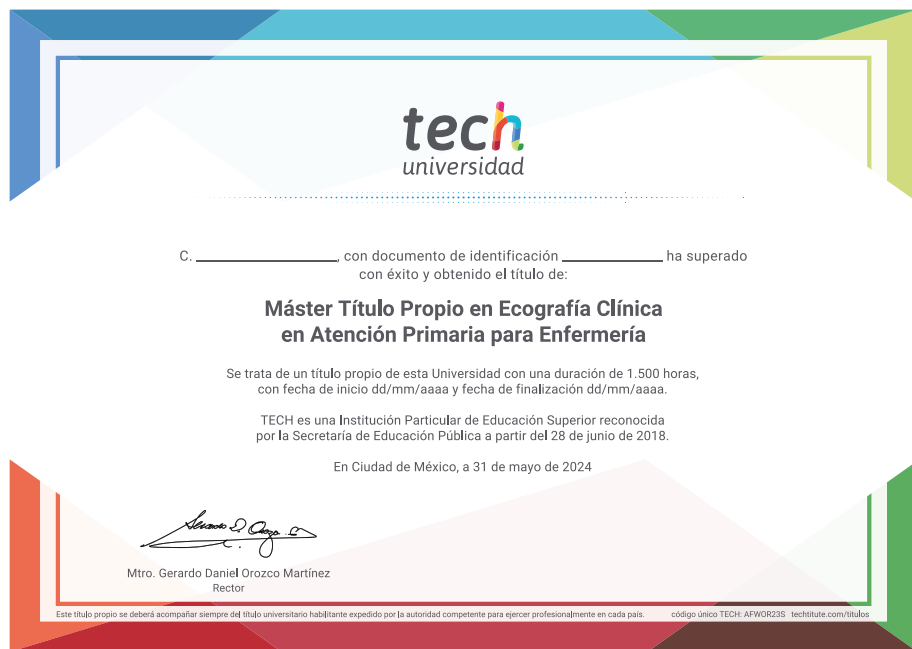 tech
universidad
C. ____________________, con documento de identificación ______________ ha superado
con éxito y obtenido el título de:
Máster Título Propio en Ecografía Clínica
en Atención Primaria para Enfermería
Se trata de un título propio de esta Universidad con una duración de 1.500 horas,
con fecha de inicio dd/mm/aaaa y fecha de finalización dd/mm/aaaa.
TECH es una Institución Particular de Educación Superior reconocida
por la Secretaría de Educación Pública a partir del 28 de junio de 2018.
En Ciudad de México, a 31 de mayo de 2024
Mtro. Gerardo Daniel Orozco Martínez
Rector
Este título propio se deberá acompañar siempre del título universitario habilitante expedido por la autoridad competente para ejercer profesionalmente en cada país. código único TECH: AFWOR23S techtitute.com/titulos